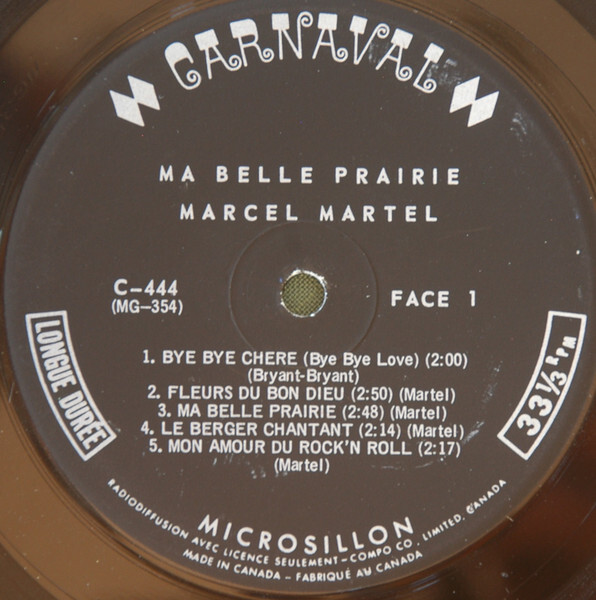 CARNAVAL
MA BELLE PRAIRIE
MARCEL MARTEL
C-444
(MG-354)
FACE 1
1. BYE BYE CHERE (Bye Bye Love) (2:00)
(Bryant-Bryant)
2. FLEURS DU BON DIEU (2:50) (Martel)
3. MA BELLE PRAIRIE (2:48) (Martel)
4. LE BERGER CHANTANT (2:14) (Martel)
5. MON AMOUR DU ROCK'N ROLL (2:17)
(Martel)
LONGUE DURÉE
33 1/3 RPM
MICROSILLON
RADIODIFFUSION AVEC LICENCE SEULEMENT-COMPO CO. LIMITED, CANADA
MADE IN CANADA - FABRIQUÉ AU CANADA